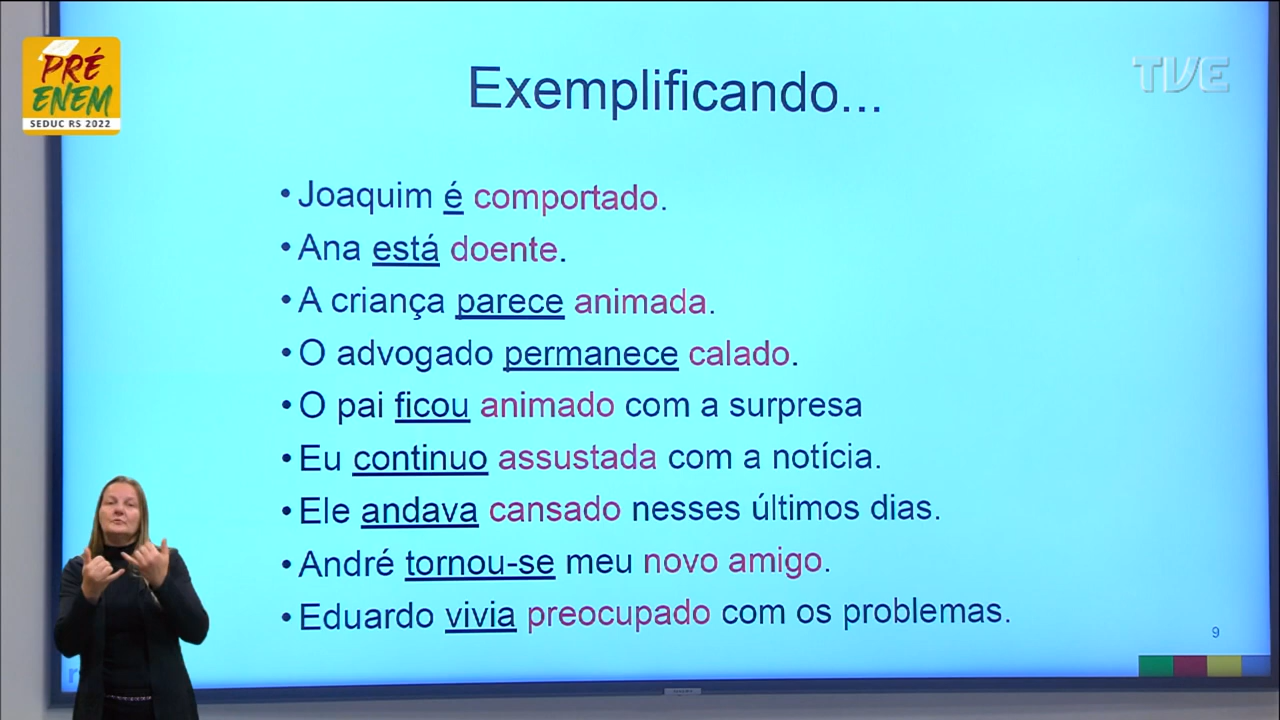 PRÉ
ENEM
SEDUC RS 2022
TVE
Exemplificando...
• Joaquim é comportado.
• Ana está doente.
• A criança parece animada.
• O advogado permanece calado.
• O pai ficou animado com a surpresa
• Eu continuo assustada com a notícia.
• Ele andava cansado nesses últimos dias.
• André tornou-se meu novo amigo.
• Eduardo vivia preocupado com os problemas.
9